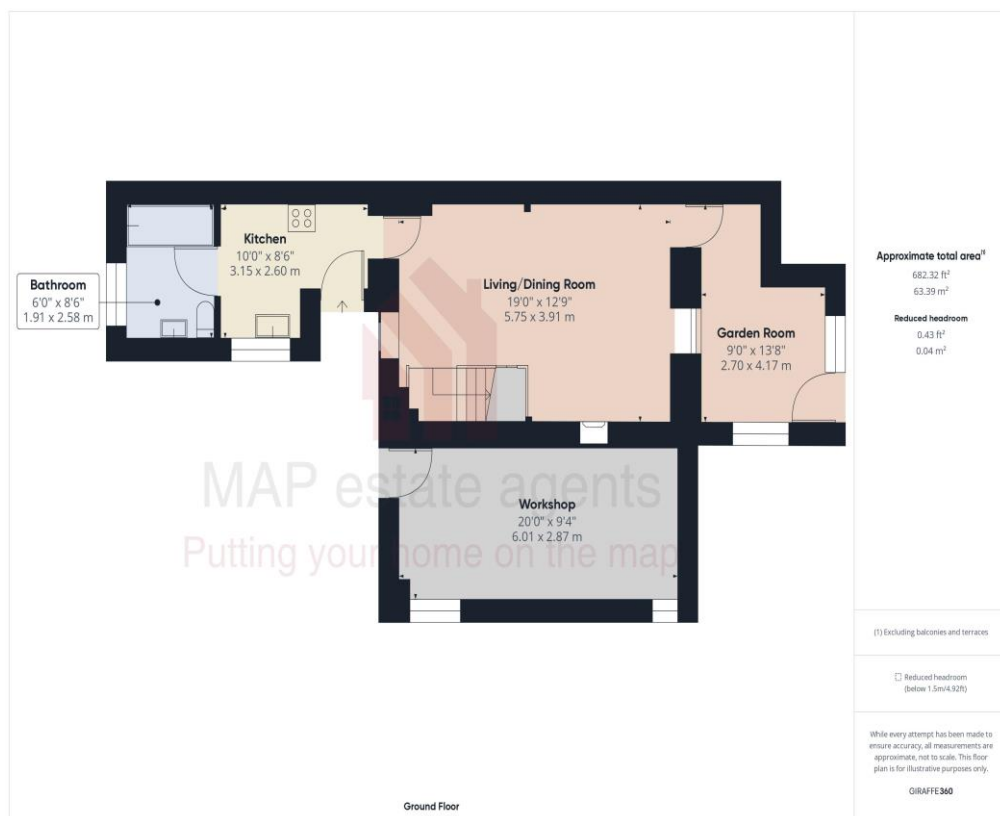 Bathroom
6'0" x 8'6"
1.91 x 2.58 m
Kitchen
10'0" x 8'6"
3.15 x 2.60 m
Living/Dining Room
19'0" x 12'9"
5.75 x 3.91 m
Garden Room
9'0" x 13'8"
2.70 x 4.17 m
Workshop
20'0" x 9'4"
6.01 x 2.87 m
MAP estate agents
Putting your home on the map
Ground Floor
Approximate total area(1)
682.32 ft²
63.39 m²
Reduced headroom
0.43 ft²
0.04 m²
(1) Excluding balconies and terraces
Reduced headroom
(below 1.5m/4.92ft)
While every attempt has been made to
ensure accuracy, all measurements are
approximate, not to scale. This floor
plan is for illustrative purposes only.
GIRAFFE360